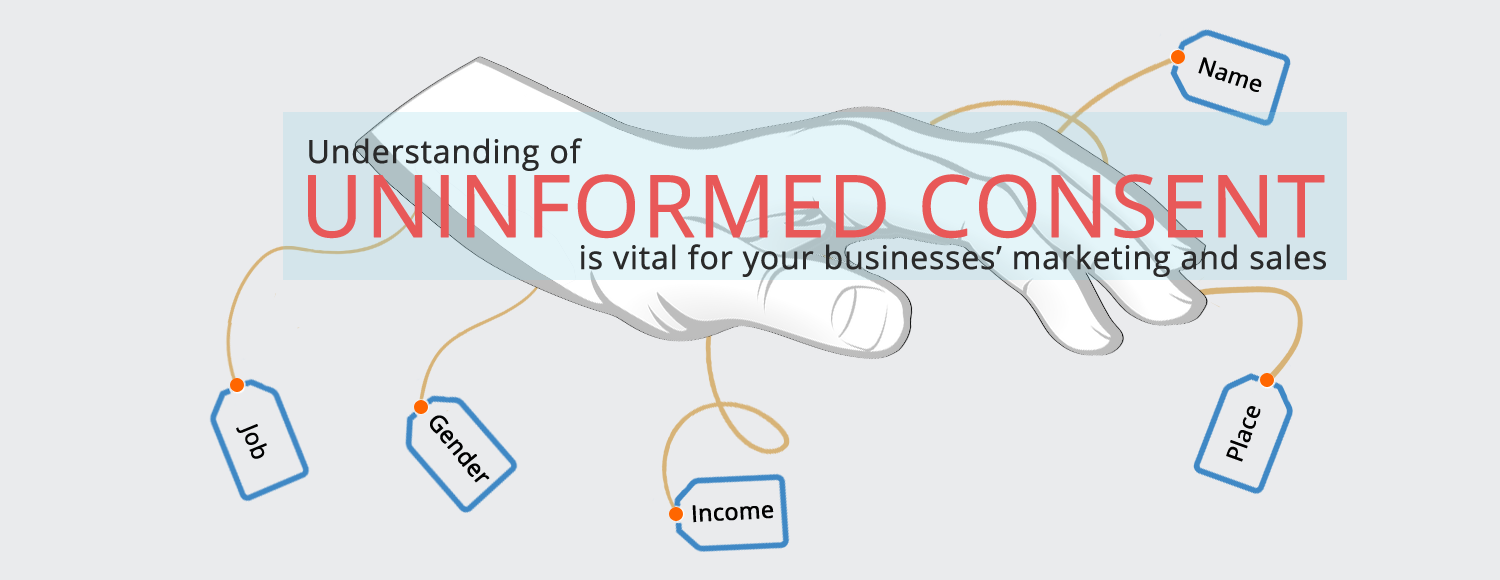 Name
Understanding of
UNINFORMED CONSENT
is vital for your businesses’ marketing and sales
Job
Gender
Income
Place